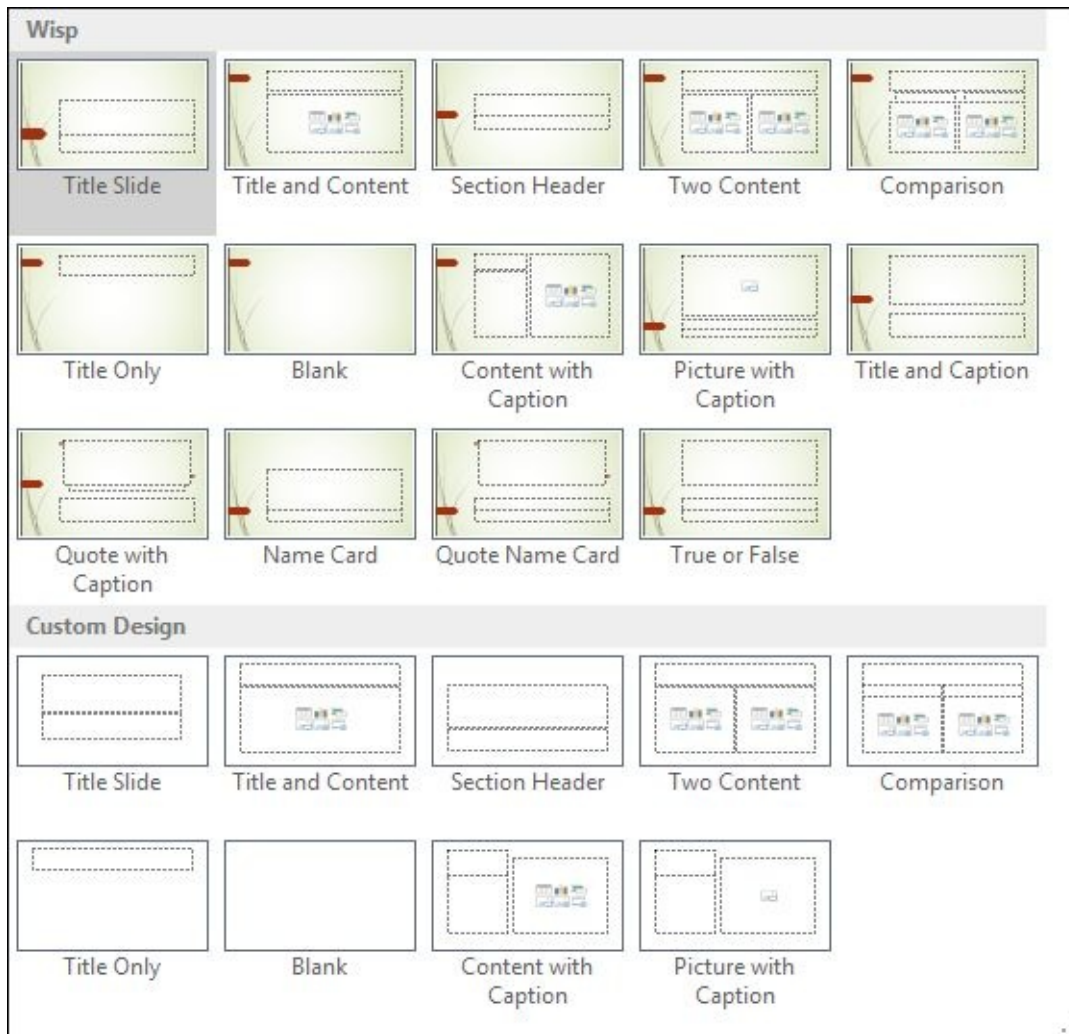 Wisp
Title Slide
Title and Content
Section Header
Two Content
Comparison
Title Only
Blank
Content with
Caption
Picture with
Caption
Title and Caption
Quote with
Caption
Name Card
Quote Name Card
True or False
Custom Design
Title Slide
Title and Content
Section Header
Two Content
Comparison
Title Only
Blank
Content with
Caption
Picture with
Caption